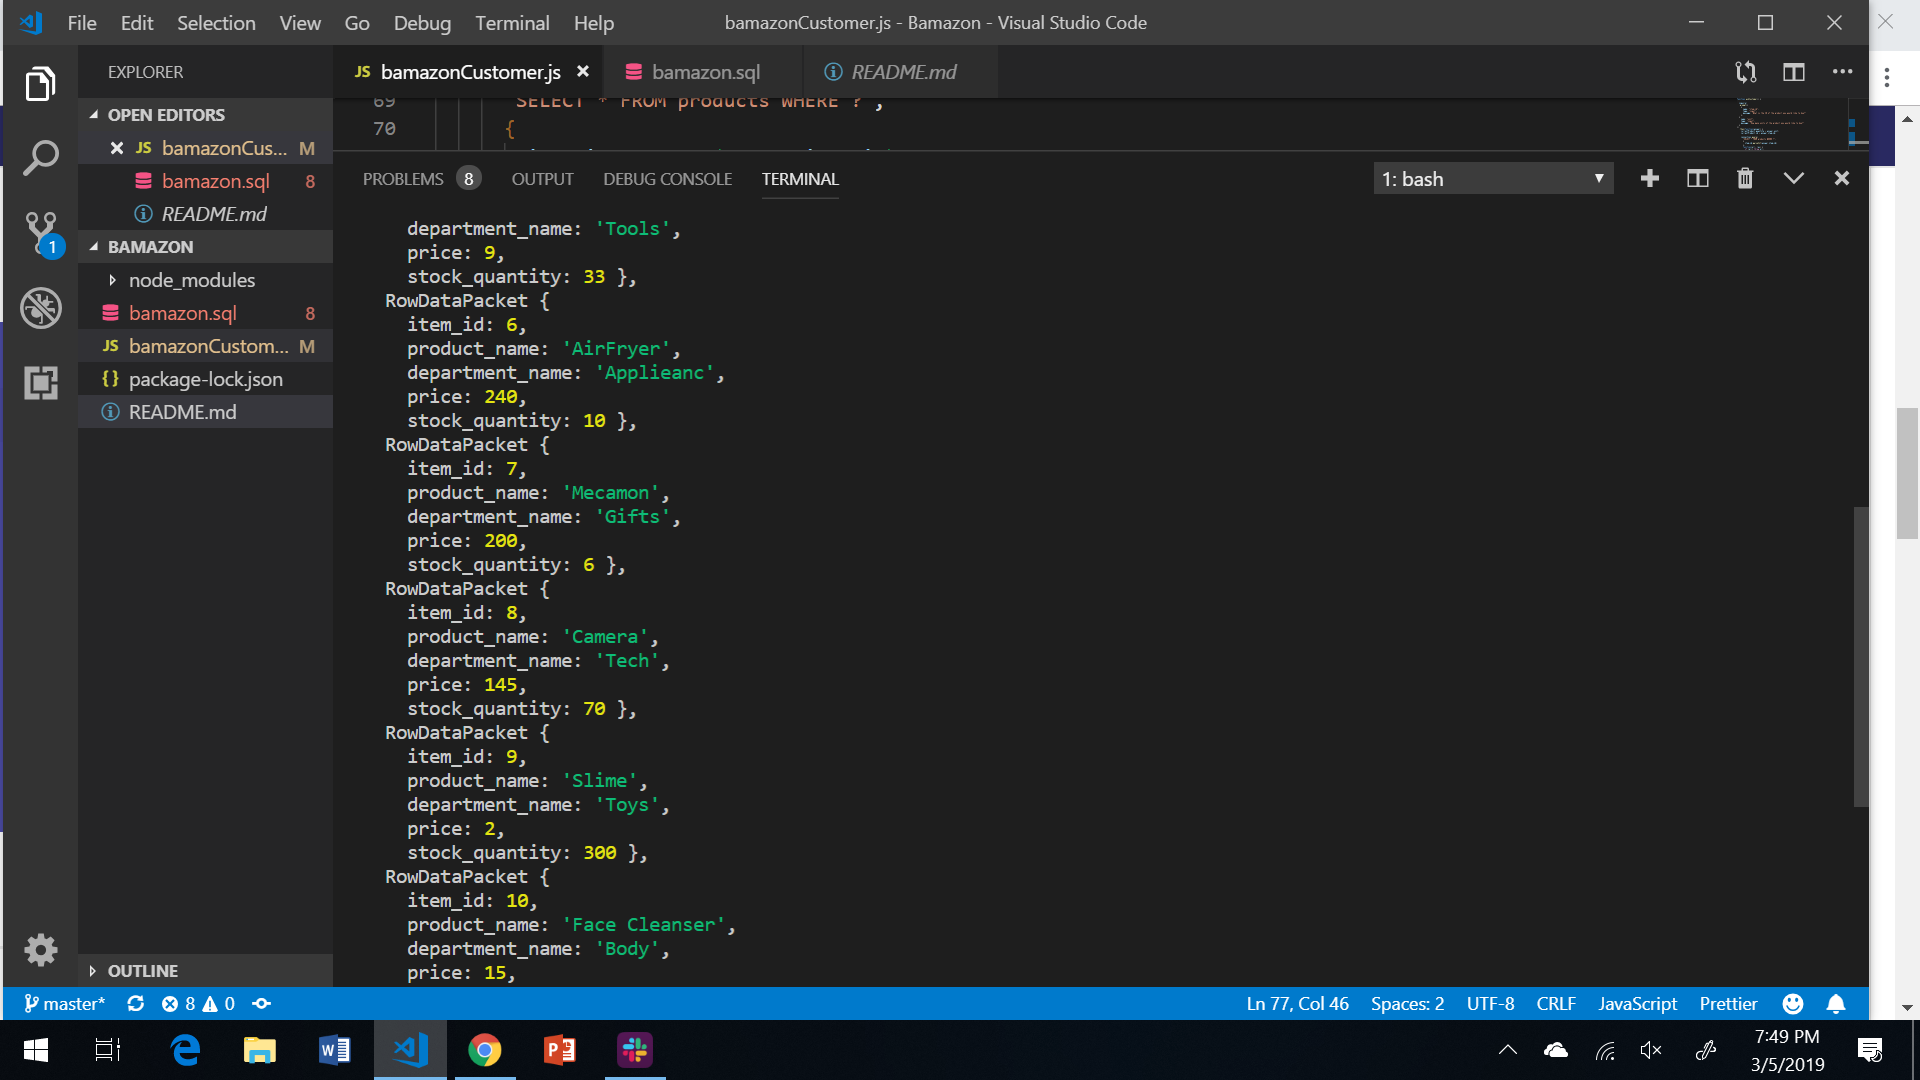 File Edit Selection View Go Debug Terminal Help
bamazonCustomer.js - Bamazon - Visual Studio Code
EXPLORER
JS bamazonCustomer.js
bamazon.sql
README.md
OPEN EDITORS
JS bamazonCus... M
bamazon.sql 8
README.md
BAMAZON
node_modules
bamazon.sql 8
JS bamazonCustom... M
{} package-lock.json
README.md
OUTLINE
1
69 SELECT * FROM products WHERE ?",
70 {
PROBLEMS 8 OUTPUT DEBUG CONSOLE TERMINAL
1: bash
department_name: 'Tools',
price: 9,
stock_quantity: 33 },
RowDataPacket {
item_id: 6,
product_name: 'AirFryer',
department_name: 'Applieanc',
price: 240,
stock_quantity: 10 },
RowDataPacket {
item_id: 7,
product_name: 'Mecamon',
department_name: 'Gifts',
price: 200,
stock_quantity: 6 },
RowDataPacket {
item_id: 8,
product_name: 'Camera',
department_name: 'Tech',
price: 145,
stock_quantity: 70 },
RowDataPacket {
item_id: 9,
product_name: 'Slime',
department_name: 'Toys',
price: 2,
stock_quantity: 300 },
RowDataPacket {
item_id: 10,
product_name: 'Face Cleanser',
department_name: 'Body',
price: 15,
master* 8 0
Ln 77, Col 46 Spaces: 2 UTF-8 CRLF JavaScript Prettier
7:49 PM
3/5/2019